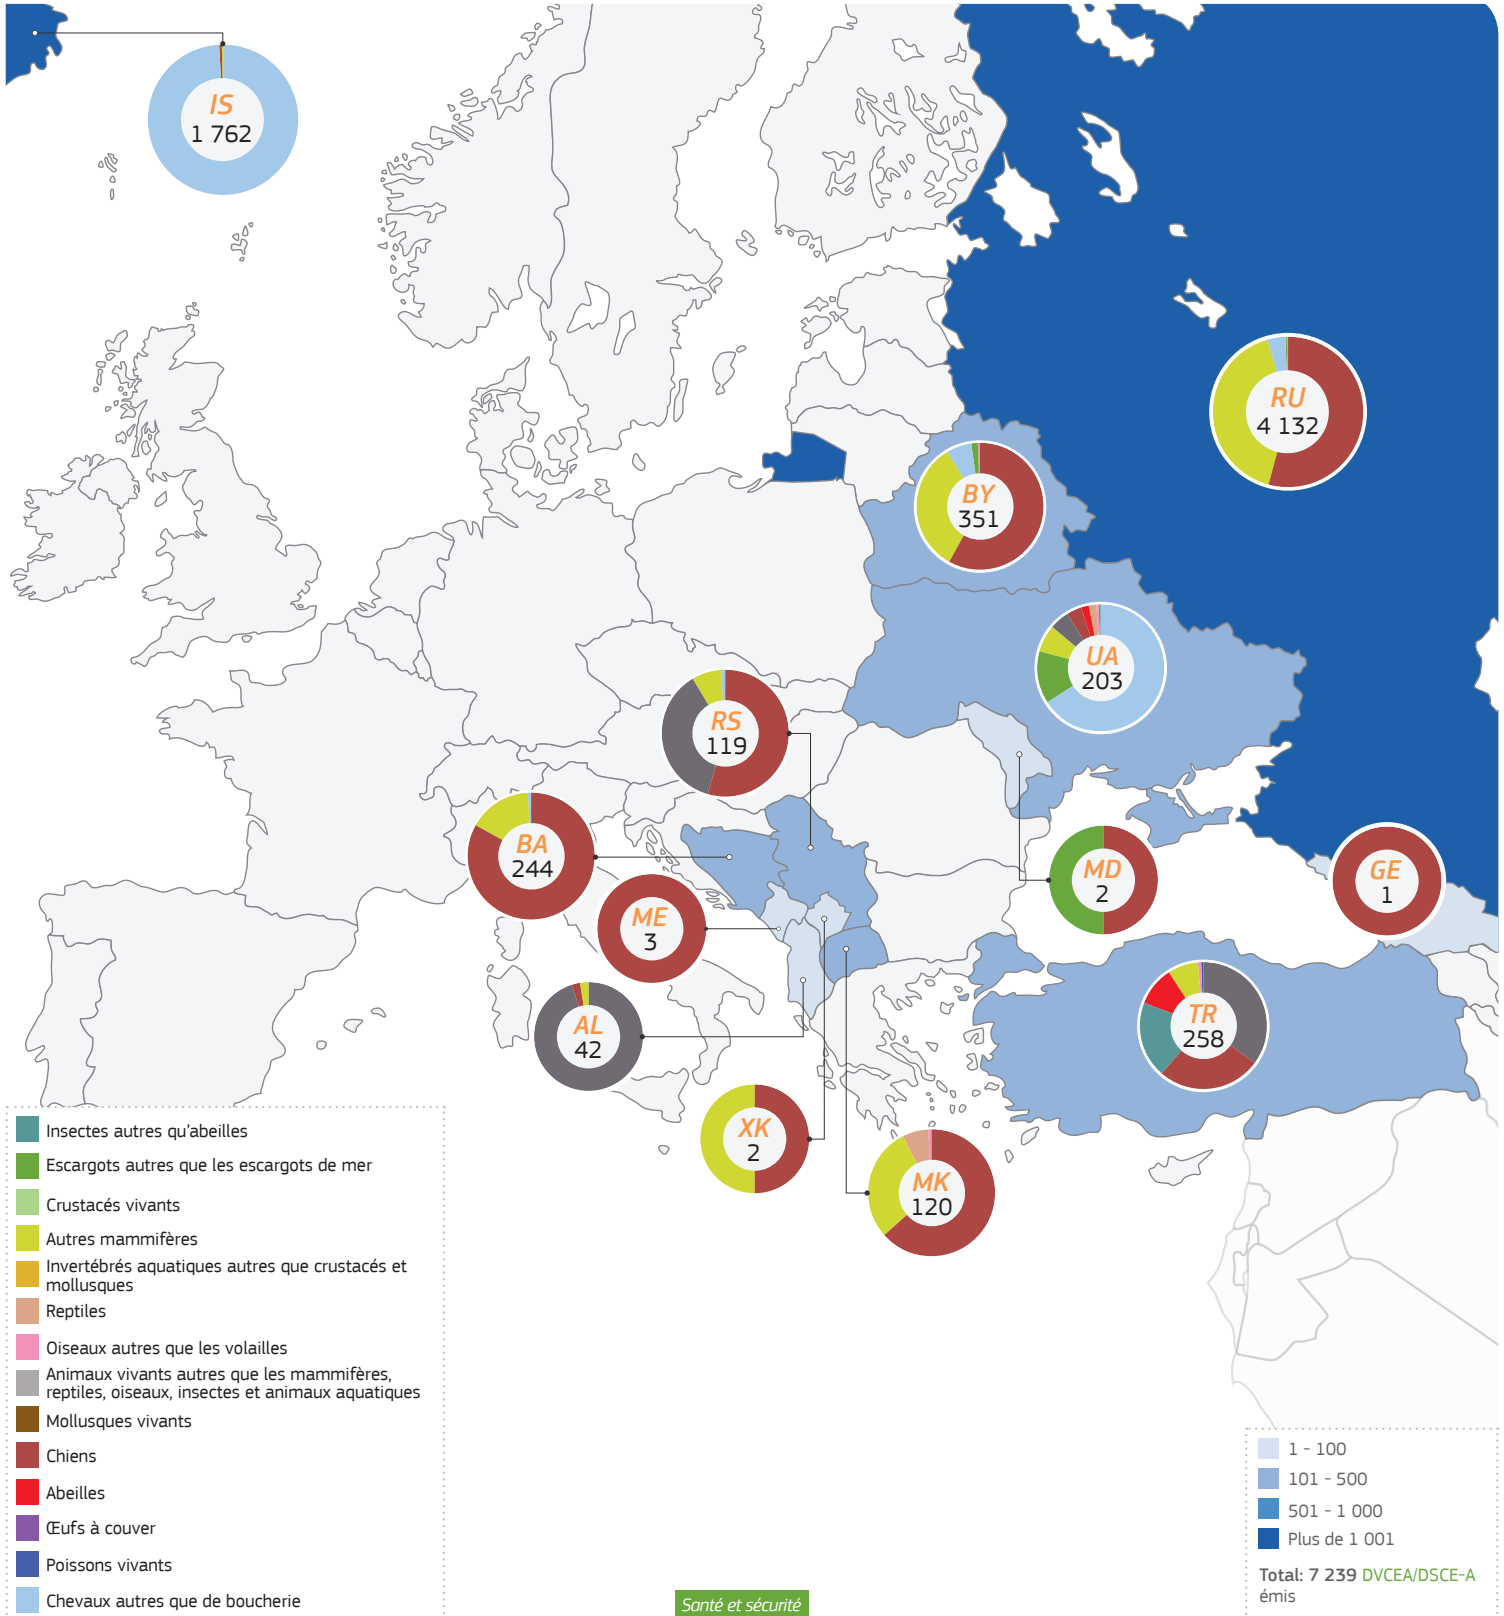 IS
1 762
RU
4 132
BY
351
UA
203
RS
119
BA
244
MD
2
GE
1
ME
3
AL
42
TR
258
XK
2
MK
120
Insectes autres qu'abeilles
Escargots autres que les escargots de mer
Crustacés vivants
Autres mammifères
Invertébrés aquatiques autres que crustacés et
mollusques
Reptiles
Oiseaux autres que les volailles
Animaux vivants autres que les mammifères,
reptiles, oiseaux, insectes et animaux aquatiques
Mollusques vivants
Chiens
Abeilles
Œufs à couver
Poissons vivants
Chevaux autres que de boucherie
1 - 100
101 - 500
501 - 1 000
Plus de 1 001
Total: 7 239 DVCEA/DSCE-A
émis
Santé et sécurité